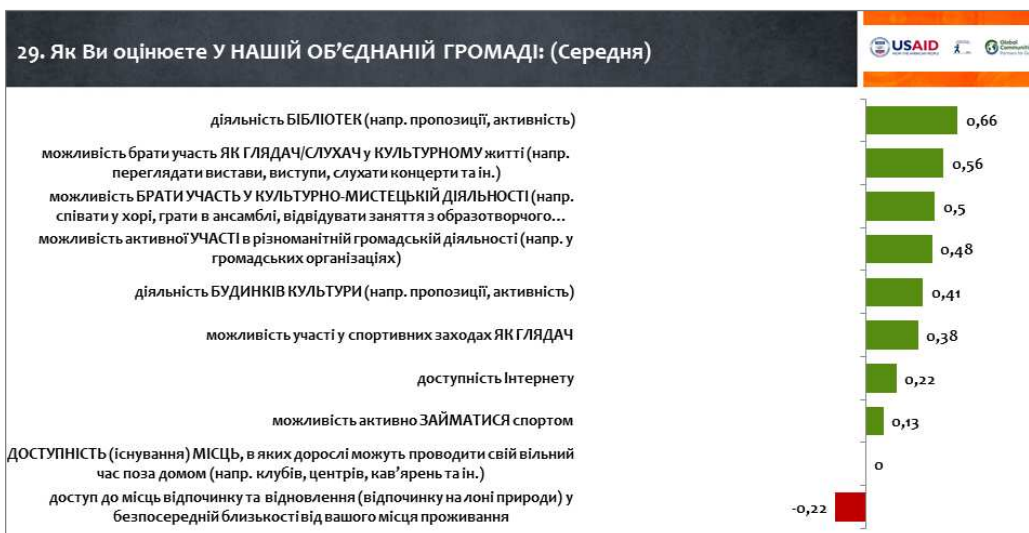 29. Як Ви оцінюєте У НАШІЙ ОБ’ЄДНАНІЙ ГРОМАДІ: (Середня)
USAID
FROM THE AMERICAN PEOPLE
Global
діяльність БІБЛІОТЕК (напр. пропозиції, активність)
0,66
можливість брати участь ЯК ГЛЯДАЧ/СЛУХАЧ у КУЛЬТУРНОМУ житті (напр.
переглядати вистави, виступи, слухати концерти та ін.)
0,56
можливість БРАТИ УЧАСТЬ У КУЛЬТУРНО-МИСТЕЦЬКІЙ ДІЯЛЬНОСТІ (напр.
співати у хорі, грати в ансамблі, відвідувати заняття з образотворчого...
0,5
можливість активної УЧАСТІ в різноманітній громадській діяльності (напр. у
громадських організаціях)
0,48
діяльність БУДИНКІВ КУЛЬТУРИ (напр. пропозиції, активність)
0,41
можливість участі у спортивних заходах ЯК ГЛЯДАЧ
0,38
доступність Інтернету
0,22
можливість активно ЗАЙМАТИСЯ спортом
0,13
ДОСТУПНІСТЬ (існування) МІСЦЬ, в яких дорослі можуть проводити свій вільний
час поза домом (напр. клубів, центрів, кав’ярень та ін.)
0
доступ до місць відпочинку та відновлення (відпочинку на лоні природи) у
безпосередній близькості від вашого місця проживання
-0,22